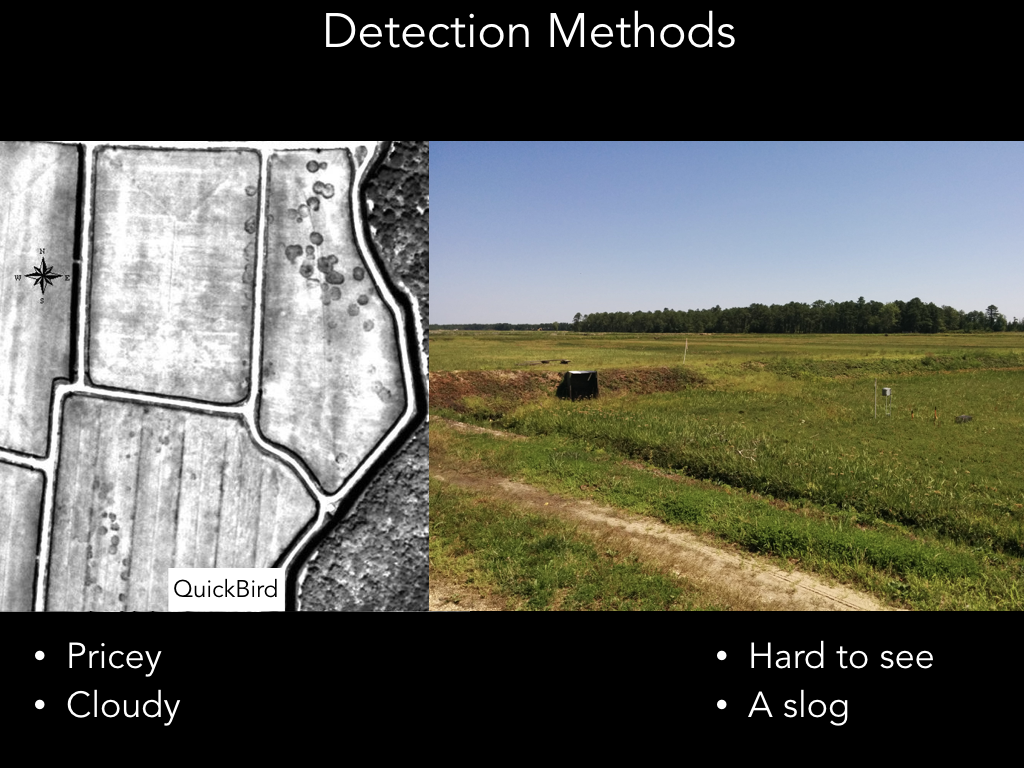 Detection Methods
N
W E
S
QuickBird
• Pricey
• Cloudy
• Hard to see
• A slog